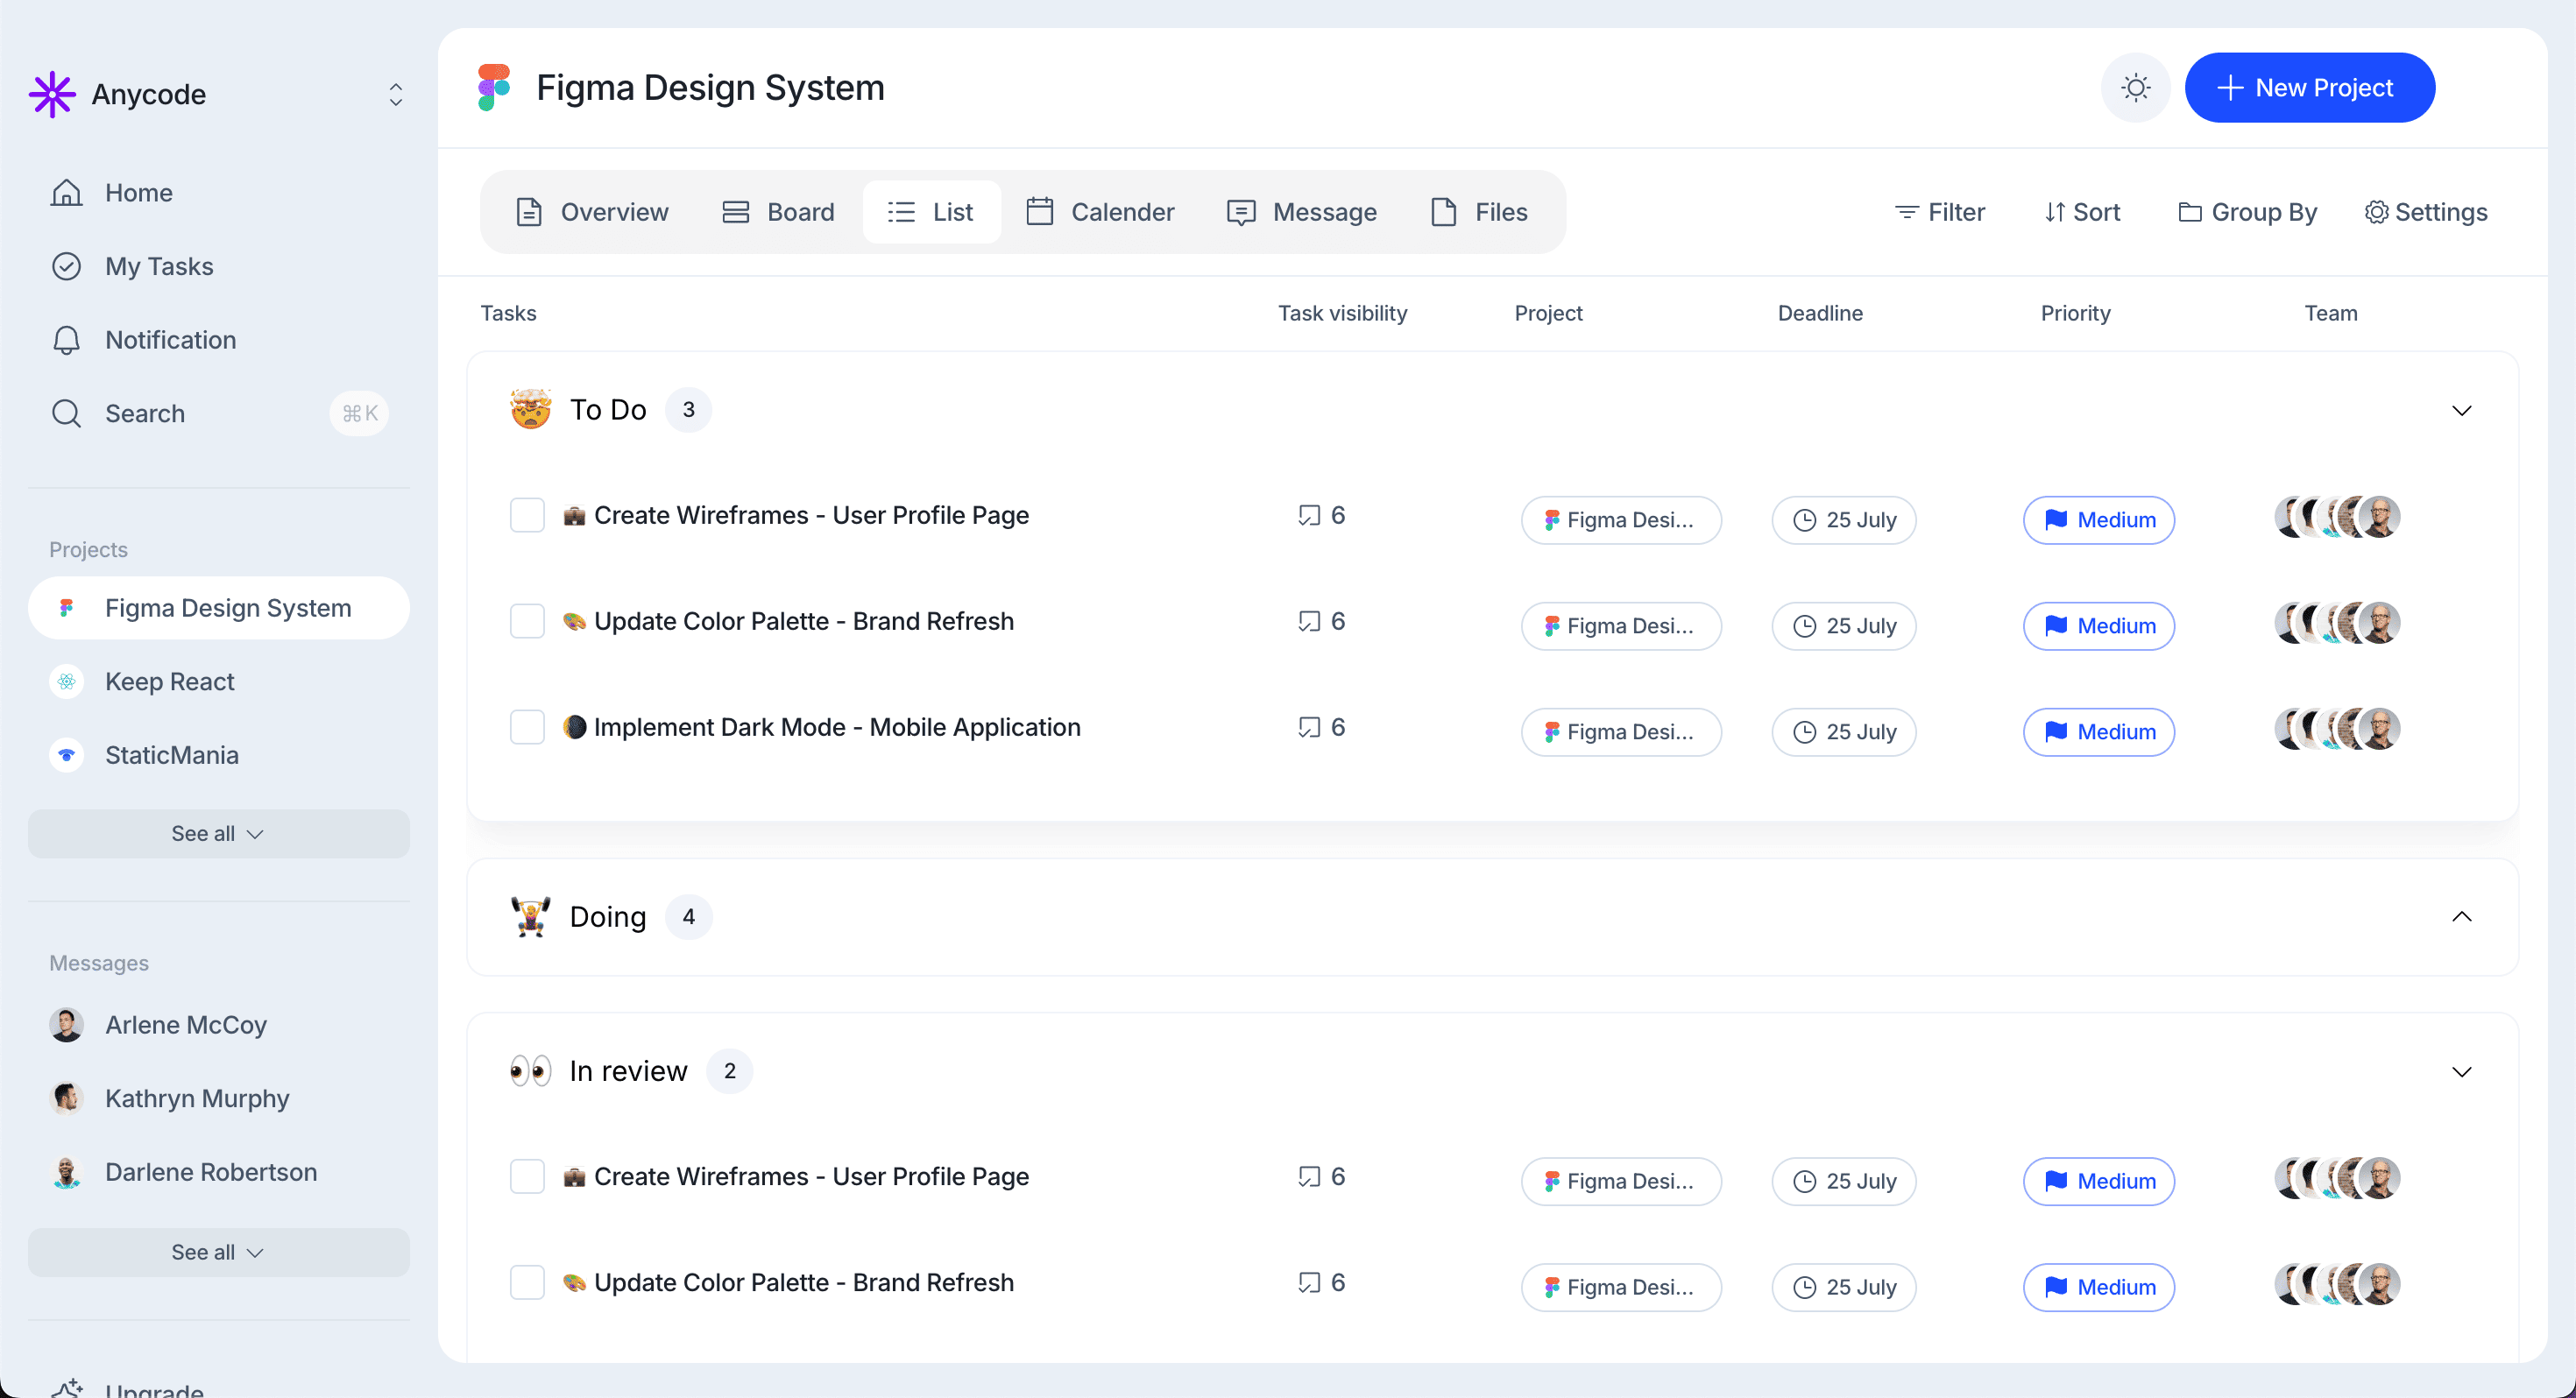 Anycode
Home
My Tasks
Notification
Search ⌘K
Projects
Figma Design System
Keep React
StaticMania
See all
Messages
Arlene McCoy
Kathryn Murphy
Darlene Robertson
See all
Upgrade
Figma Design System
New Project
Overview Board List Calender Message Files Filter Sort Group By Settings
Tasks Task visibility Project Deadline Priority Team
To Do 3
Create Wireframes - User Profile Page 6 Figma Desi... 25 July Medium
Update Color Palette - Brand Refresh 6 Figma Desi... 25 July Medium
Implement Dark Mode - Mobile Application 6 Figma Desi... 25 July Medium
Doing 4
In review 2
Create Wireframes - User Profile Page 6 Figma Desi... 25 July Medium
Update Color Palette - Brand Refresh 6 Figma Desi... 25 July Medium